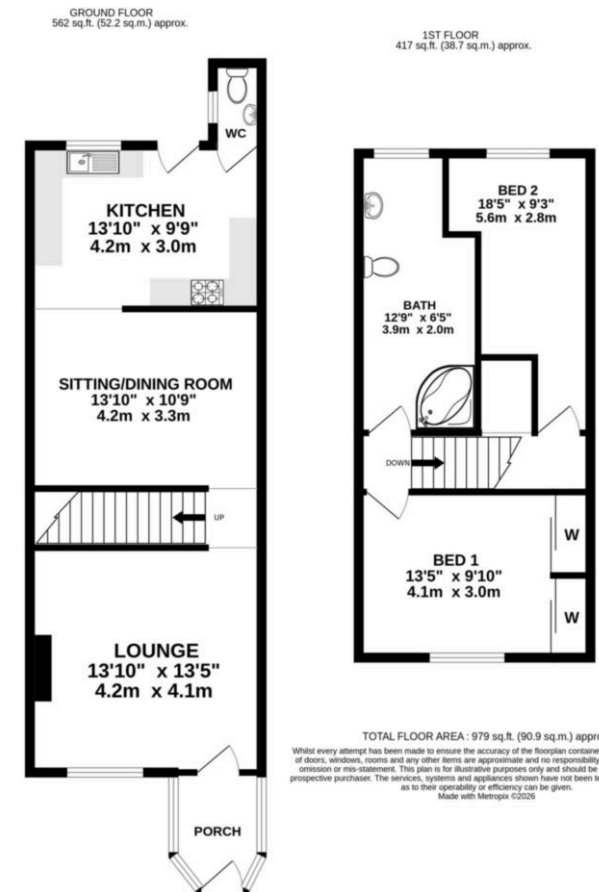 GROUND FLOOR
562 sq.ft. (52.2 sq.m.) approx.
WC
KITCHEN
13'10" x 9'9"
4.2m x 3.0m
SITTING/DINING ROOM
13'10" x 10'9"
4.2m x 3.3m
UP
LOUNGE
13'10" x 13'5"
4.2m x 4.1m
PORCH
1ST FLOOR
417 sq.ft. (38.7 sq.m.) approx.
BED 2
18'5" x 9'3"
5.6m x 2.8m
BATH
12'9" x 6'5"
3.9m x 2.0m
DOWN
BED 1
13'5" x 9'10"
4.1m x 3.0m
W
W
TOTAL FLOOR AREA : 979 sq.ft. (90.9 sq.m.) appro
Whilst every attempt has been made to ensure the accuracy of the floorplan containe
of doors, windows, rooms and any other items are approximate and no responsibility
omission or mis-statement. This plan is for illustrative purposes only and should be
prospective purchaser. The services, systems and appliances shown have not been te
as to their operability or efficiency can be given.
Made with Metropix ©2026